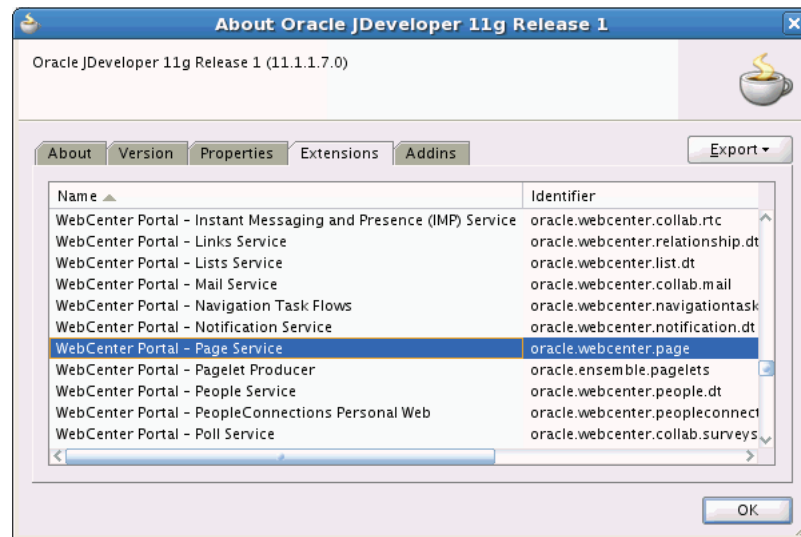 About Oracle JDeveloper 11g Release 1
Oracle JDeveloper 11g Release 1 (11.1.1.7.0)
About Version Properties Extensions Addins Export
Name Identifier
WebCenter Portal - Instant Messaging and Presence (IMP) Service oracle.webcenter.collab.rtc
WebCenter Portal - Links Service oracle.webcenter.relationship.dt
WebCenter Portal - Lists Service oracle.webcenter.list.dt
WebCenter Portal - Mail Service oracle.webcenter.collab.mail
WebCenter Portal - Navigation Task Flows oracle.webcenter.navigationtask
WebCenter Portal - Notification Service oracle.webcenter.notification.dt
WebCenter Portal - Page Service oracle.webcenter.page
WebCenter Portal - Pagelet Producer oracle.ensemble.pagelets
WebCenter Portal - People Service oracle.webcenter.people.dt
WebCenter Portal - PeopleConnections Personal Web oracle.webcenter.peopleconnect
WebCenter Portal - Poll Service oracle.webcenter.collab.surveys
OK